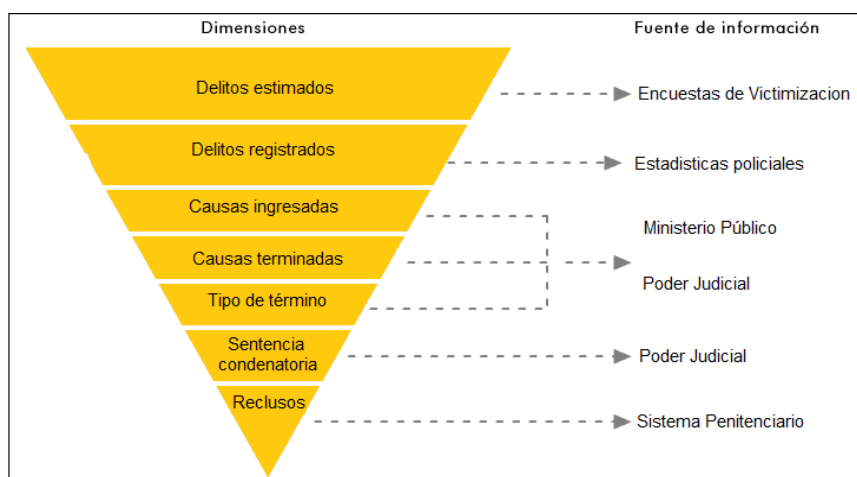 Dimensiones
Fuente de información
Delitos estimados
Encuestas de Victimizacion
Delitos registrados
Estadisticas policiales
Causas ingresadas
Ministerio Público
Causas terminadas
Poder Judicial
Tipo de término
Sentencia
condenatoria
Poder Judicial
Reclusos
Sistema Penitenciario